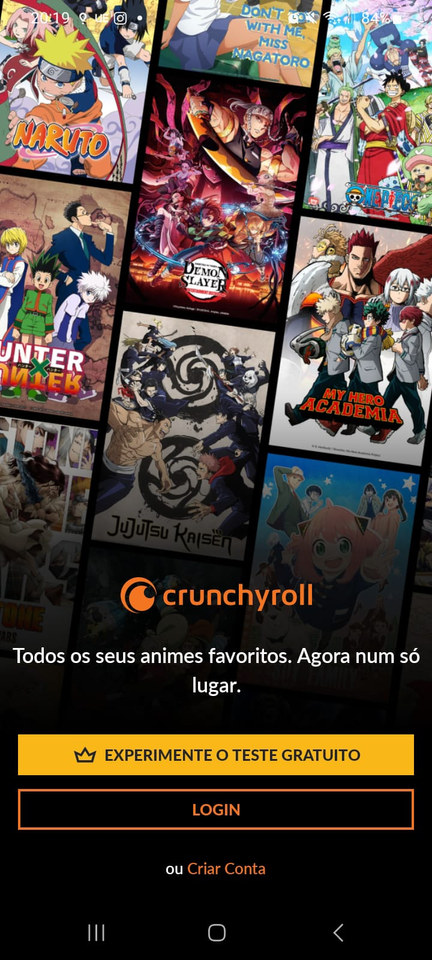 20:19
84%
DON'T
WITH ME,
MISS
NAGATORO
NARUTO
ONE PIECE
DEMON
SLAYER
HUNTER
HUNTER
MY HERO
ACADEMIA
JUJUTSU KAISEN
crunchyroll
Todos os seus animes favoritos. Agora num só
lugar.
EXPERIMENTE O TESTE GRATUITO
LOGIN
ou Criar Conta